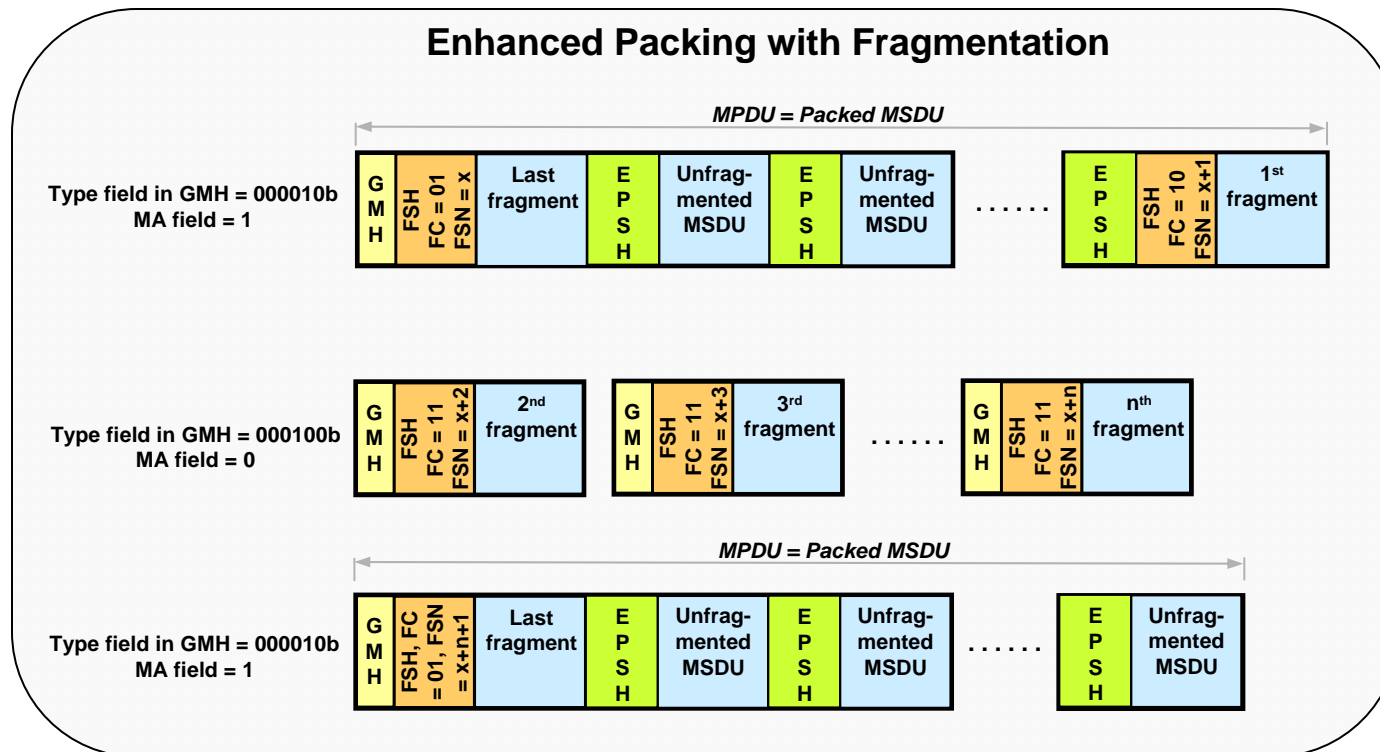 Enhanced Packing with Fragmentation
MPDU = Packed MSDU
Type field in GMH = 000010b
MA field = 1
G
M
H
FSH
FC = 01
FSN = x
Last
fragment
E
P
S
H
Unfrag-
mented
MSDU
E
P
S
H
Unfrag-
mented
MSDU
. . . . . .
E
P
S
H
FSH
FC = 10
FSN = x+1
1st
fragment
Type field in GMH = 000100b
MA field = 0
G
M
H
FSH
FC = 11
FSN = x+2
2nd
fragment
G
M
H
FSH
FC = 11
FSN = x+3
3rd
fragment
. . . . . .
G
M
H
FSH
FC = 11
FSN = x+n
nth
fragment
MPDU = Packed MSDU
Type field in GMH = 000010b
MA field = 1
G
M
H
FSH, FC
= 01, FSN
= x+n+1
Last
fragment
E
P
S
H
Unfrag-
mented
MSDU
E
P
S
H
Unfrag-
mented
MSDU
. . . . . .
E
P
S
H
Unfrag-
mented
MSDU